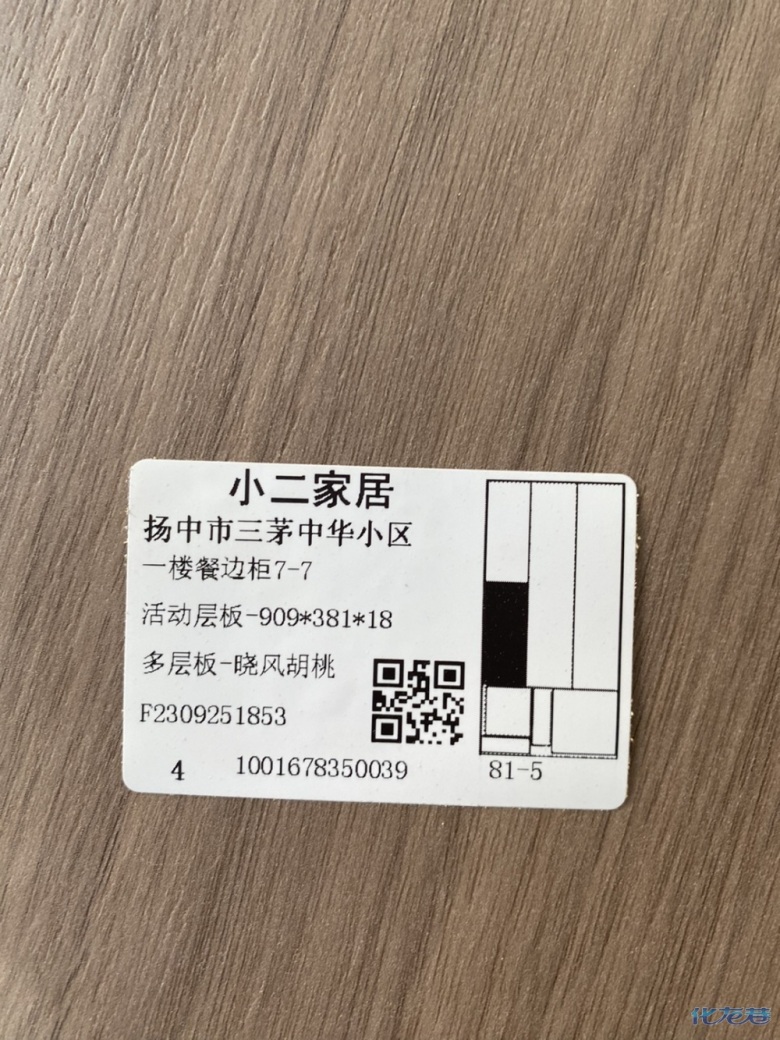 小二家居
扬中市三茅中华小区
一楼餐边柜7-7
活动层板-909*381*18
多层板-晓风胡桃
F2309251853
4 1001678350039 81-5
化龙巷